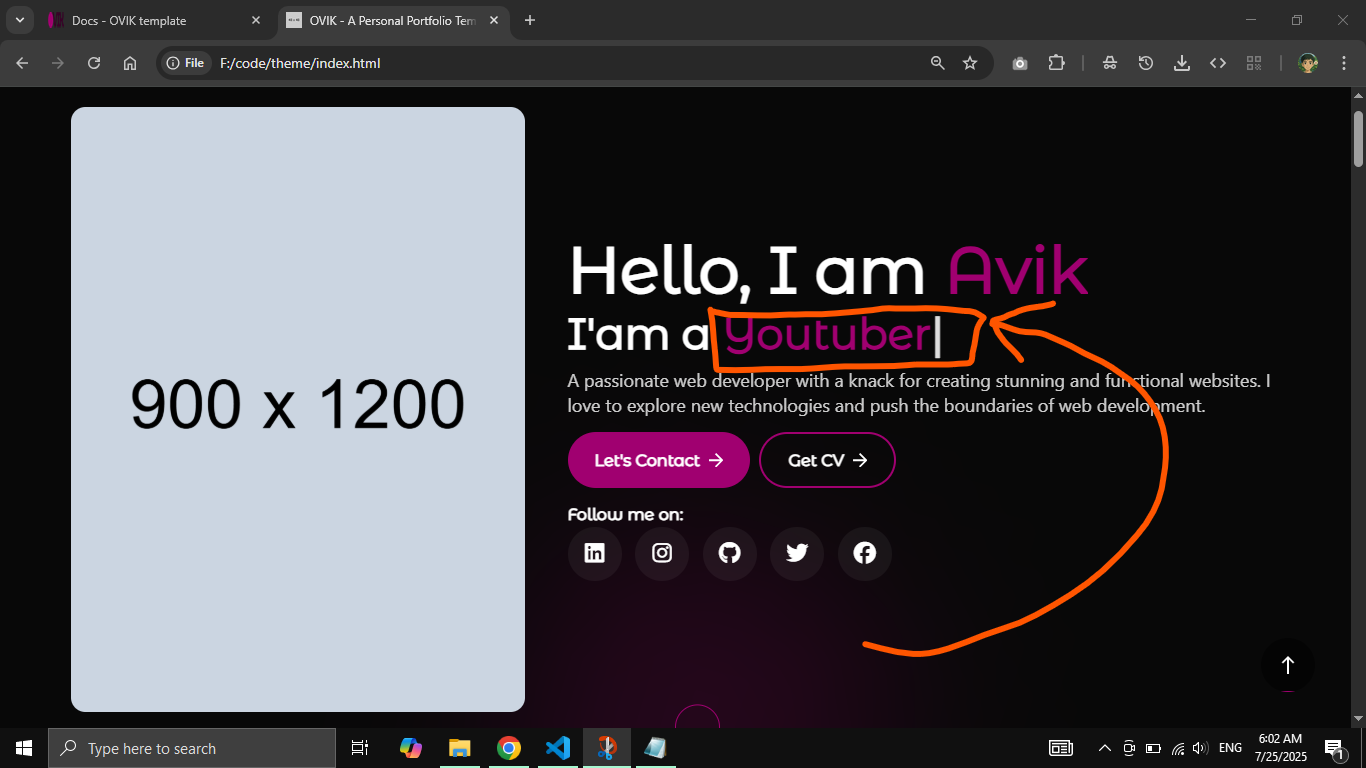 Docs - OVIK template
OVIK - A Personal Portfolio Tem
File
F:/code/theme/index.html
900 x 1200
Hello, I am Avik
I'am a Youtuber|
A passionate web developer with a knack for creating stunning and functional websites. I
love to explore new technologies and push the boundaries of web development.
Let's Contact →
Get CV →
Follow me on:
Type here to search
ENG
6:02 AM
7/25/2025
1